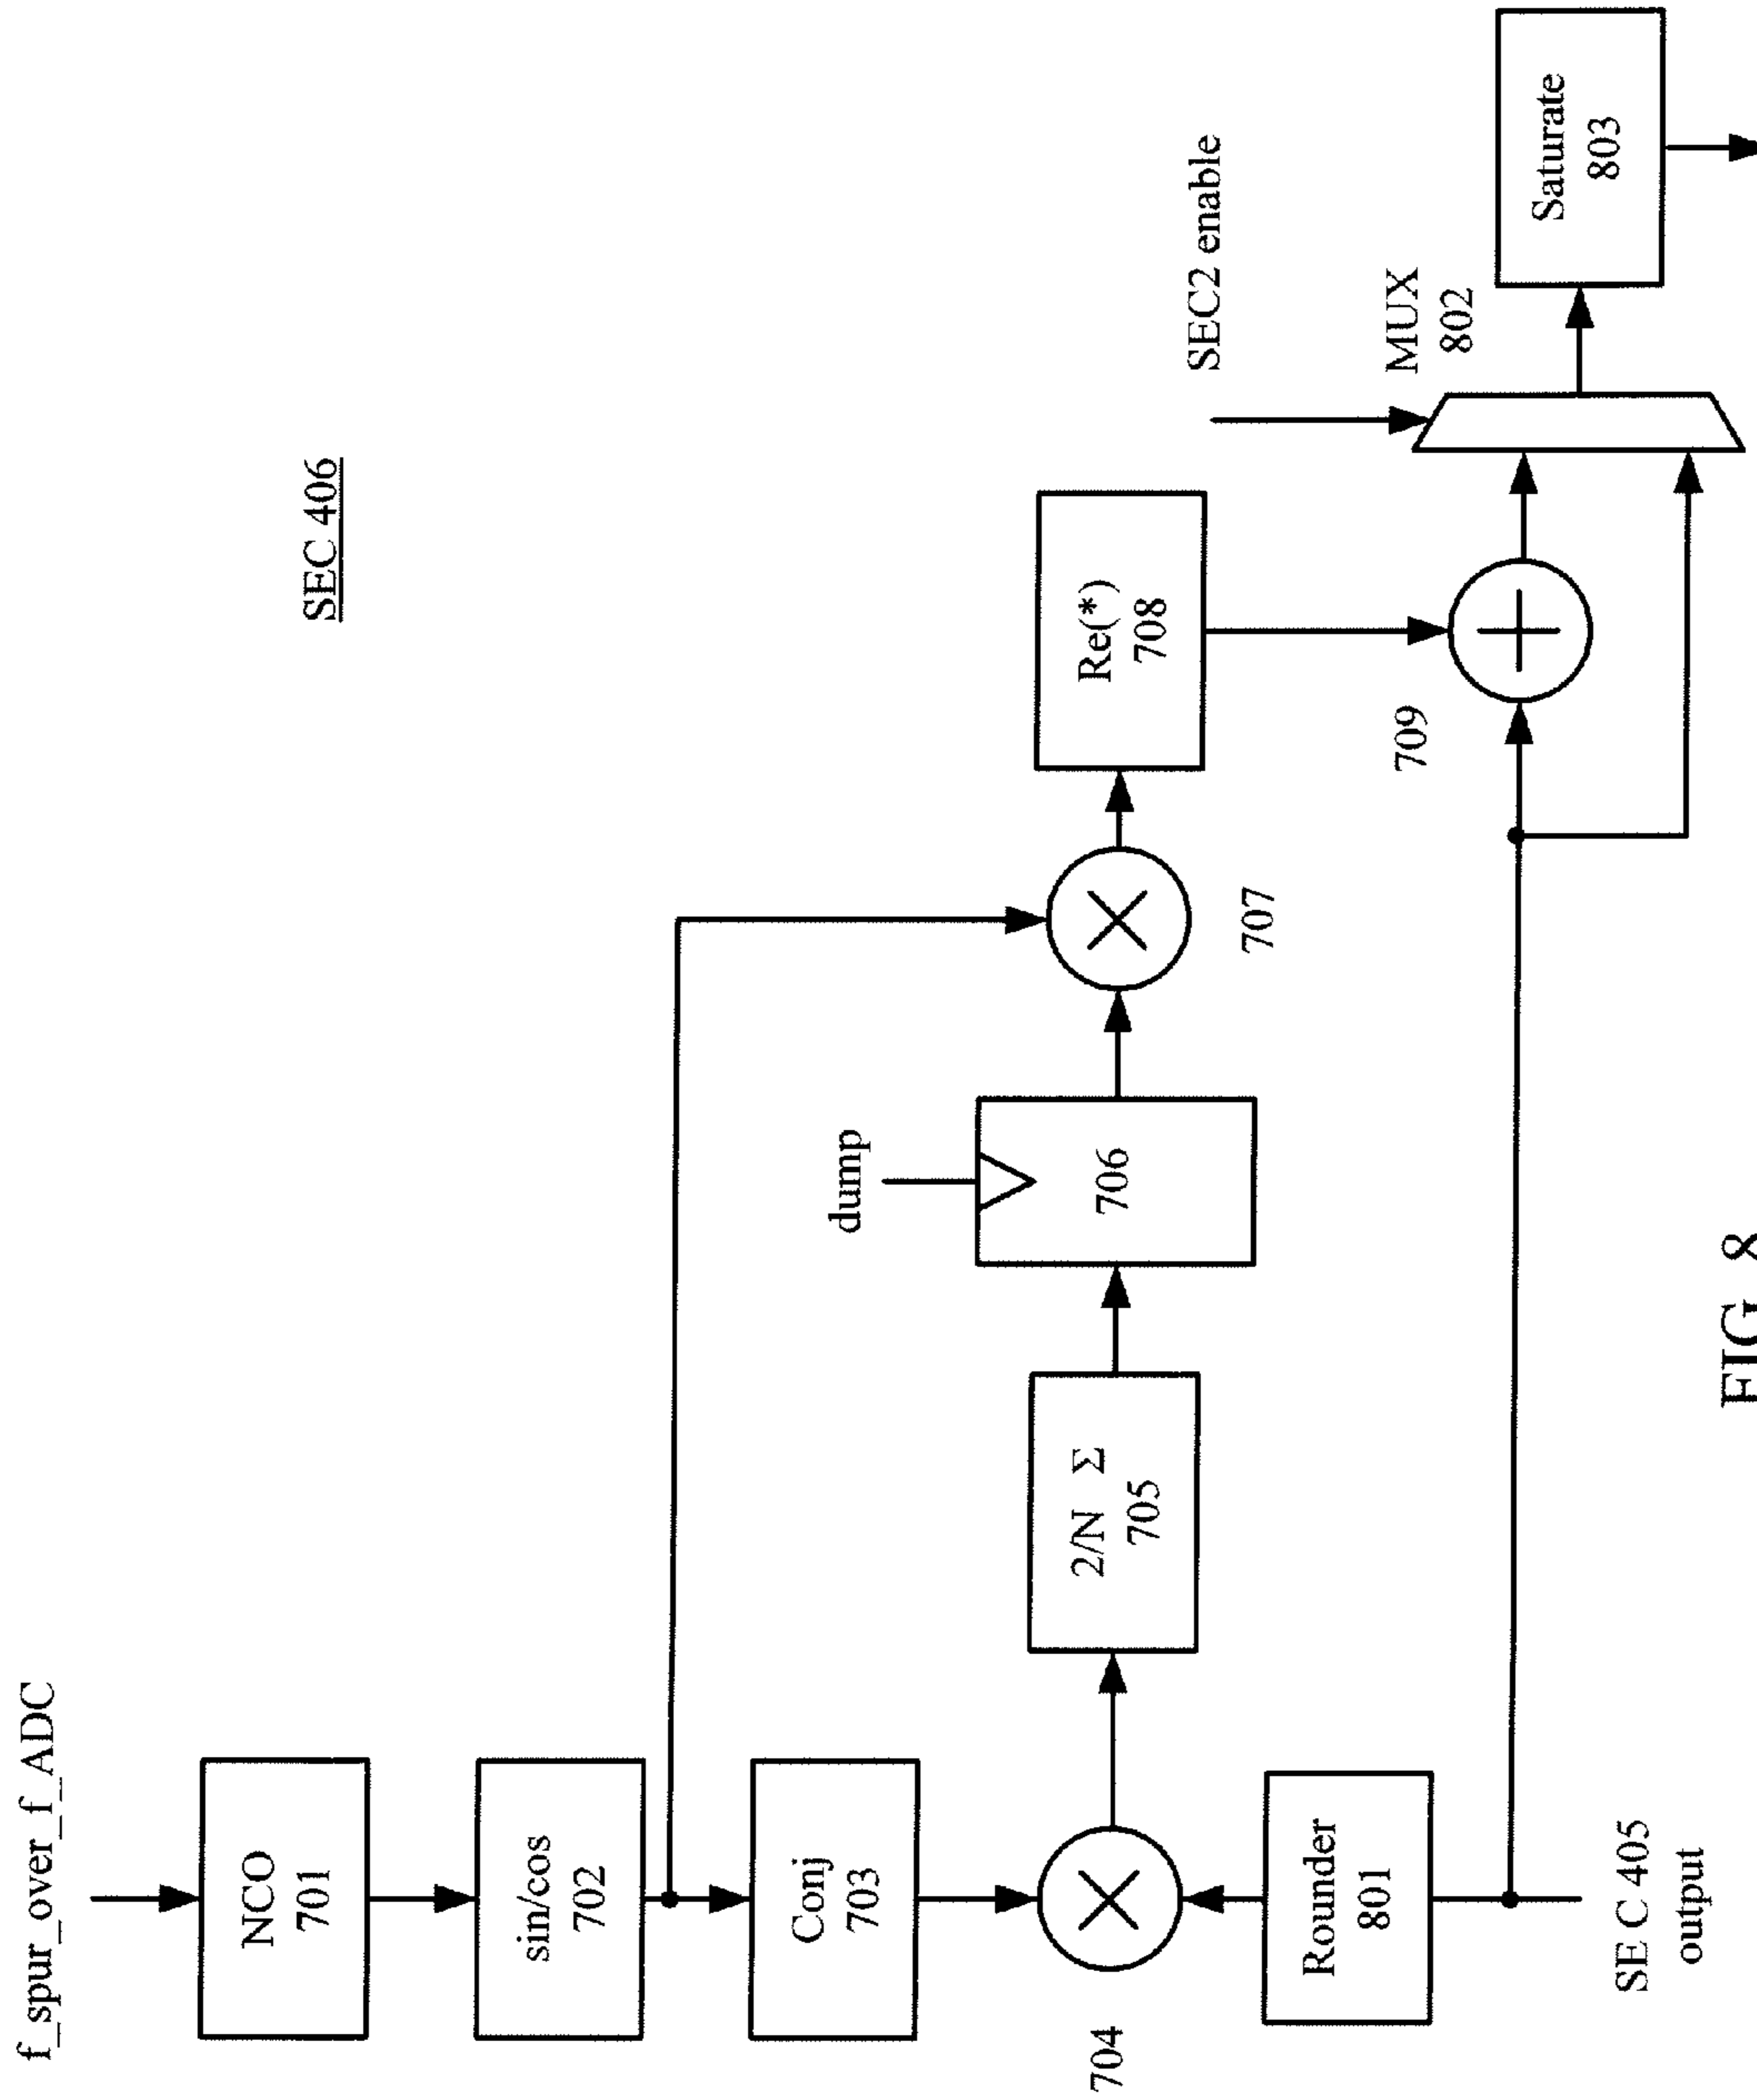 SEC 406
f_spur_over_f_ADC
NCO
701
sin/cos
702
Conj
703
704
Rounder
801
SE C 405
output
2/N Σ
705
dump
706
707
Re(*)
708
709
SEC2 enable
MUX
802
Saturate
803
FIG. 8